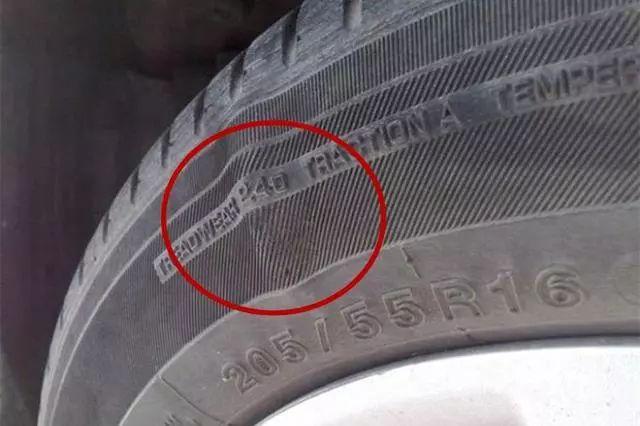 TREADWEAR 240 TRACTION A TEMPER
205/55R16